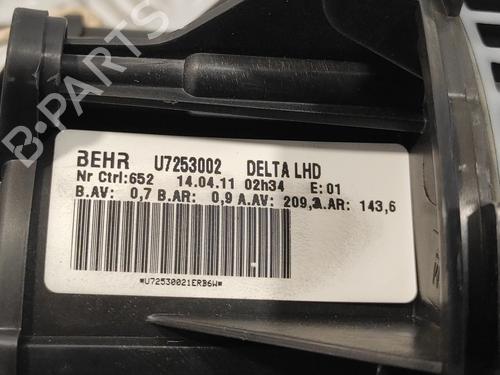 BEHR U7253002 DELTA LHD
Nr Ctrl:652 14.04.11 02h34 E:01
B.AV: 0,7 B.AR: 0,9 A.AV: 209, A.AR: 143,6
*U72530021ERB6W*
B-PARTS